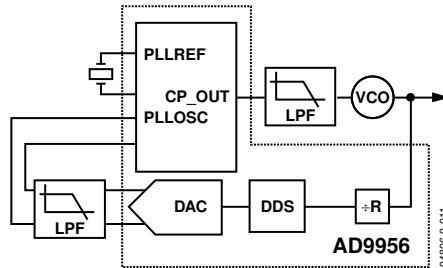 PLLREF
CP_OUT
PLLOSC
LPF
VCO
LPF
DAC
DDS
÷R
AD9956